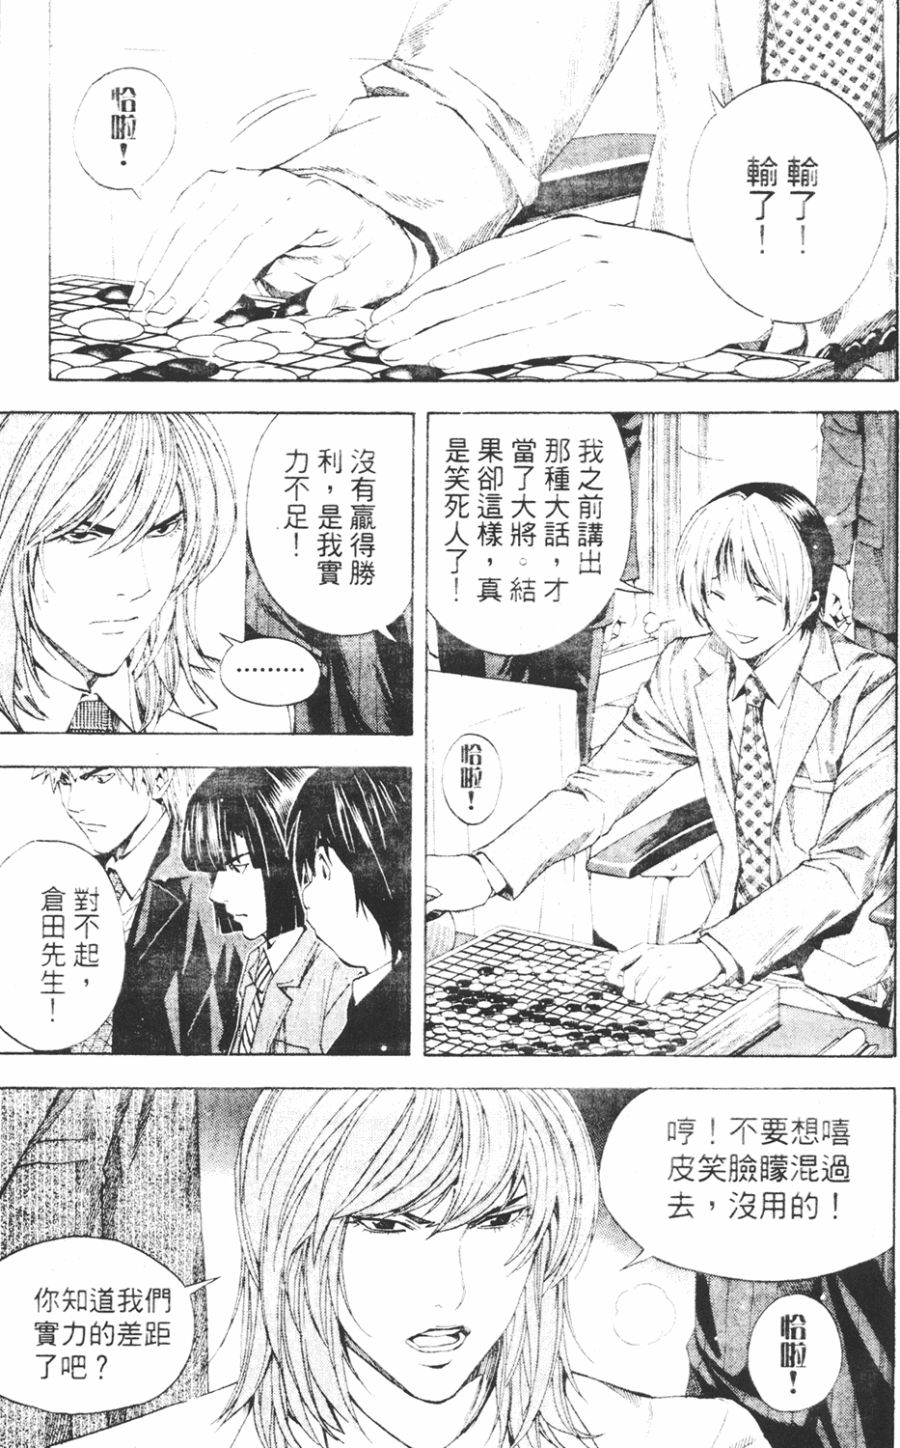 輸了！
輸了！
恰啦！
我之前講出
那種大話，才
當了大將。結
果卻這樣，真
是笑死人了！
恰啦！
沒有贏得勝
利，是我實
力不足！
…………
對不起，
倉田先生！
哼！不要想嘻
皮笑臉矇混過
去，沒用的！
恰啦！
你知道我們
實力的差距
了吧？